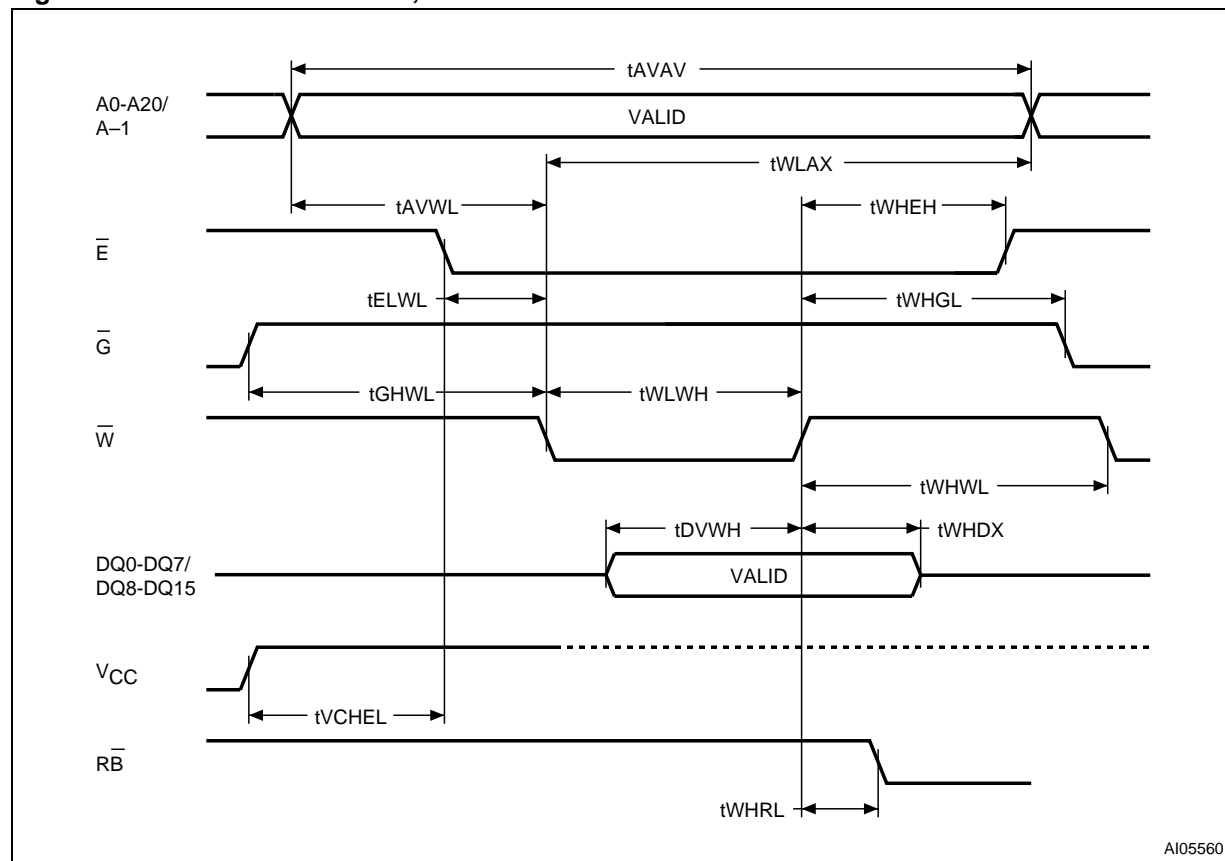 tAVAV
A0-A20/
A–1
VALID
tWLAX
tAVWL
tWHEH
E̅
tELWL
tWHGL
G̅
tGHWL
tWLWH
W̅
tWHWL
tDVWH
tWHDX
DQ0-DQ7/
DQ8-DQ15
VALID
VCC
tVCHEL
RB̅
tWHRL
AI05560